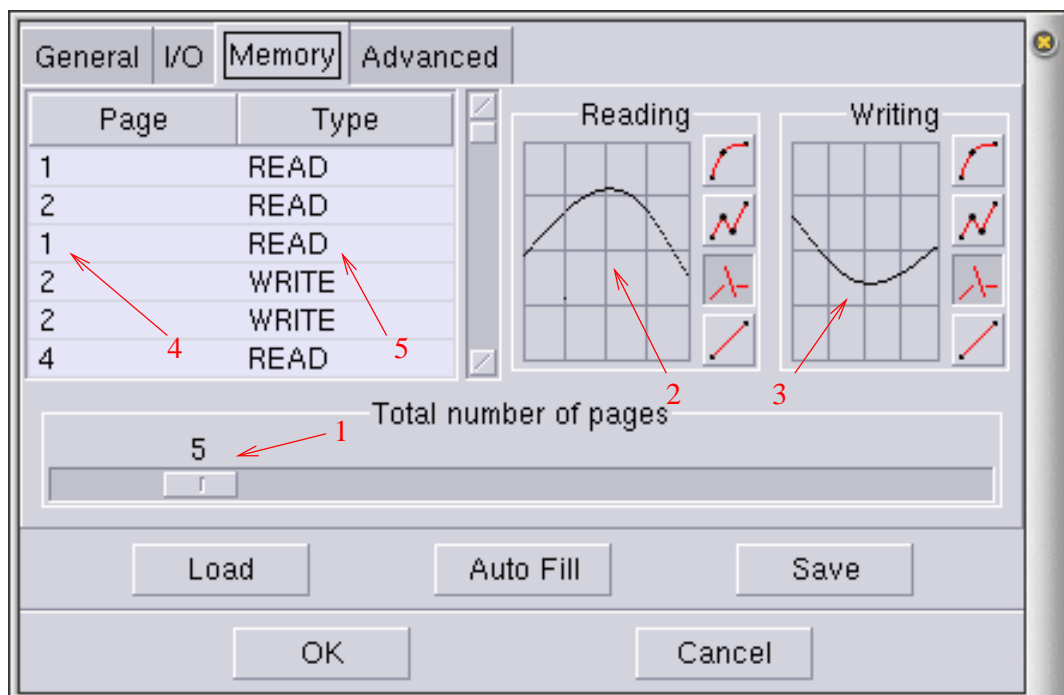 General I/O Memory Advanced
Page Type
1 READ
2 READ
1 READ
2 WRITE
2 WRITE
4 READ
4
5
Reading
2
Writing
3
Total number of pages
5
1
Load Auto Fill Save
OK Cancel